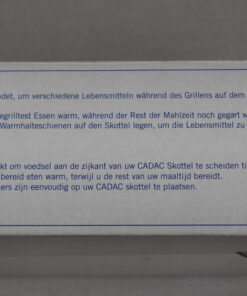 ndet, um verschiedene Lebensmitteln während des Grillens auf dem
egrilltest Essen warm, während der Rest der Mahlzeit noch gegart w
Warmhalteschienen auf den Skottel legen, um die Lebensmittel zu
kt om voedsel aan de zijkant van uw CADAC Skottel te scheiden ti
bereid eten warm, terwijl u de rest van uw maaltijd bereidt.
ers zijn eenvoudig op uw CADAC skottel te plaatsen.